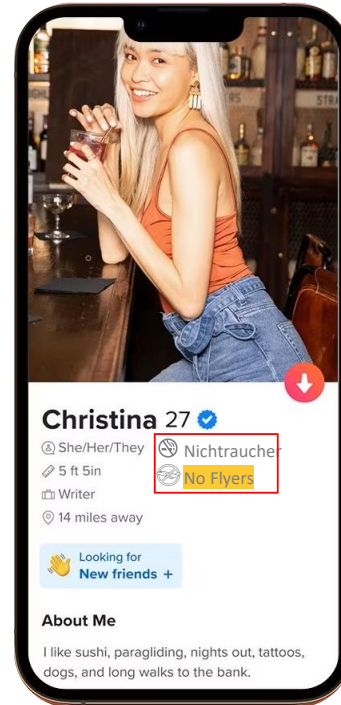 Christina 27
She/Her/They
Nichtraucher
5 ft 5in
No Flyers
Writer
14 miles away
Looking for
New friends +
About Me
I like sushi, paragliding, nights out, tattoos,
dogs, and long walks to the bank.